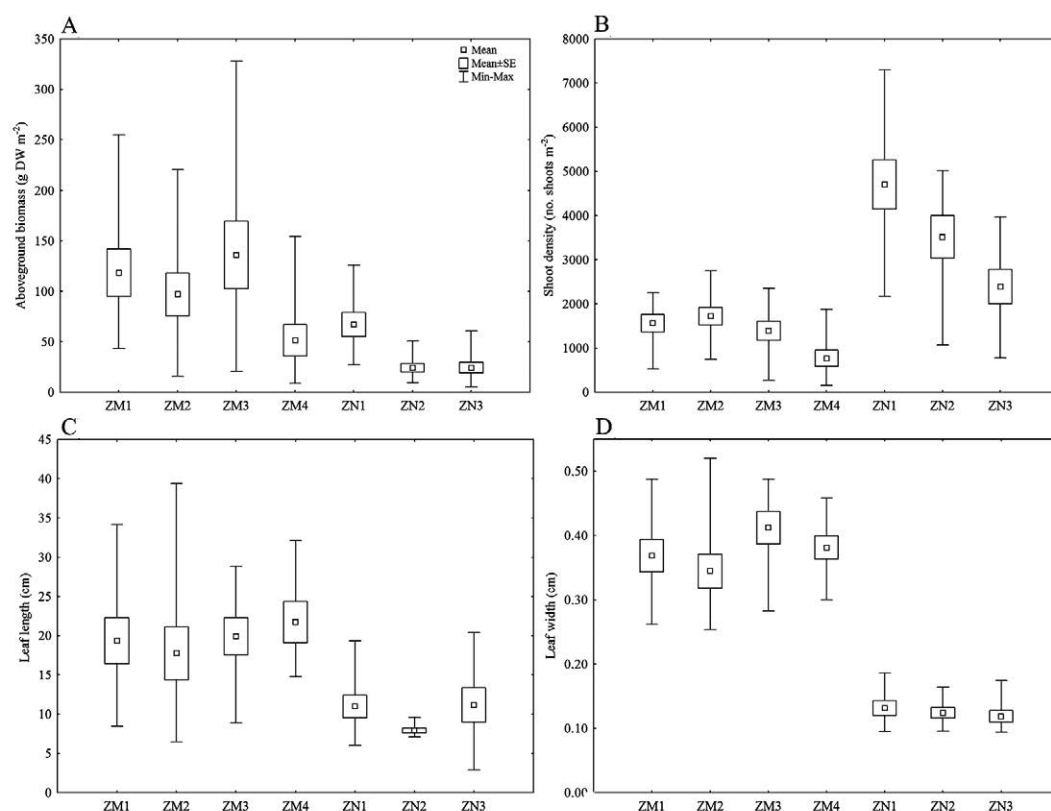 A
Aboveground biomass (g DW m⁻²)
350
300
250
200
150
100
50
0
Mean
Mean±SE
Min-Max
ZM1 ZM2 ZM3 ZM4 ZN1 ZN2 ZN3
B
Shoot density (no. shoots m⁻²)
8000
7000
6000
5000
4000
3000
2000
1000
0
ZM1 ZM2 ZM3 ZM4 ZN1 ZN2 ZN3
C
Leaf length (cm)
45
40
35
30
25
20
15
10
5
0
ZM1 ZM2 ZM3 ZM4 ZN1 ZN2 ZN3
D
Leaf width (cm)
0.50
0.40
0.30
0.20
0.10
0.00
ZM1 ZM2 ZM3 ZM4 ZN1 ZN2 ZN3